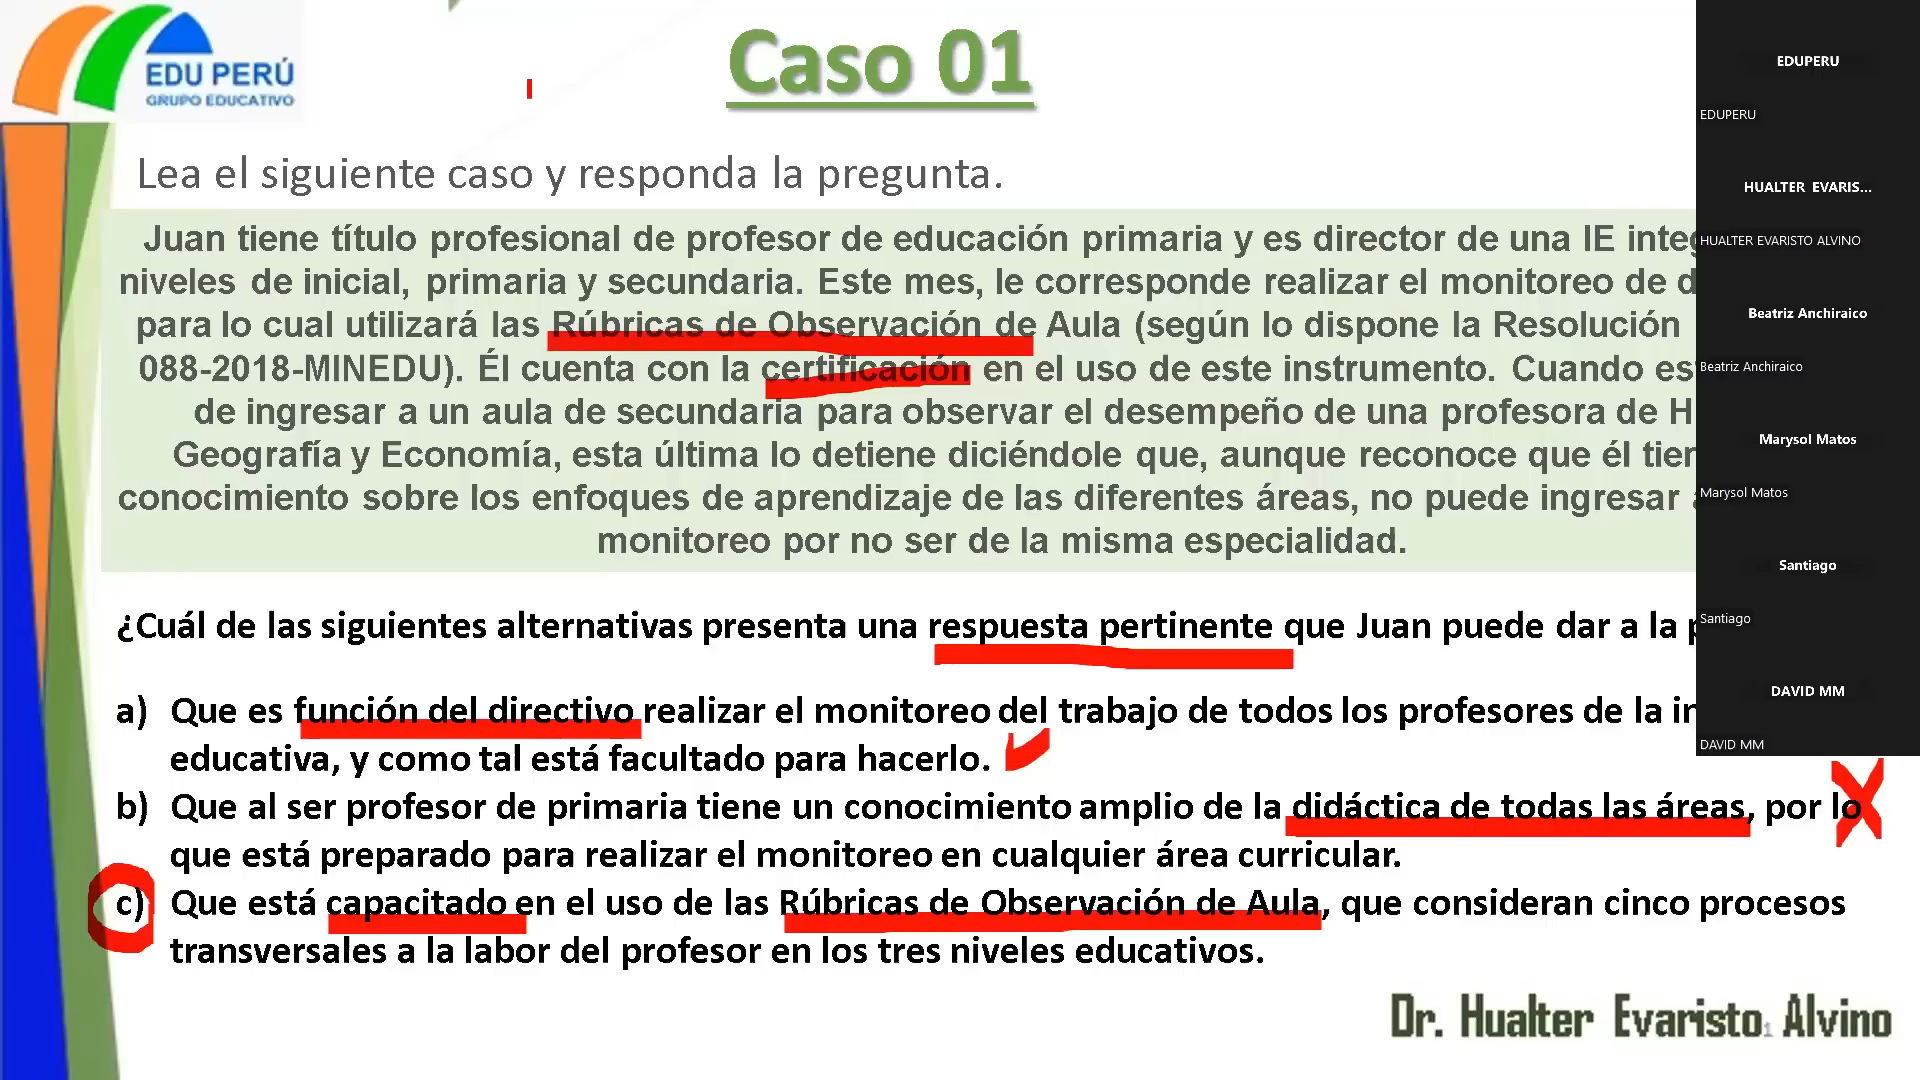 EDU PERÚ
GRUPO EDUCATIVO
Caso 01
Lea el siguiente caso y responda la pregunta.
Juan tiene título profesional de profesor de educación primaria y es director de una IE
niveles de inicial, primaria y secundaria. Este mes, le corresponde realizar el monitoreo de
para lo cual utilizará las Rúbricas de Observación de Aula (según lo dispone la Resolución
088-2018-MINEDU). Él cuenta con la certificación en el uso de este instrumento. Cuando
de ingresar a un aula de secundaria para observar el desempeño de una profesora de
Geografía y Economía, esta última lo detiene diciéndole que, aunque reconoce que él
conocimiento sobre los enfoques de aprendizaje de las diferentes áreas, no puede ingresar
monitoreo por no ser de la misma especialidad.
¿Cuál de las siguientes alternativas presenta una respuesta pertinente que Juan puede dar a la
a) Que es función del directivo realizar el monitoreo del trabajo de todos los profesores de la
educativa, y como tal está facultado para hacerlo.
b) Que al ser profesor de primaria tiene un conocimiento amplio de la didáctica de todas las áreas, por lo
que está preparado para realizar el monitoreo en cualquier área curricular.
c) Que está capacitado en el uso de las Rúbricas de Observación de Aula, que consideran cinco procesos
transversales a la labor del profesor en los tres niveles educativos.
Dr. Hualter Evaristo Alvino
EDUPERU
EDUPERU
HUALTER EVARIS...
HUALTER EVARISTO ALVINO
Beatriz Anchiraico
Beatriz Anchiraico
Marysol Matos
Marysol Matos
Santiago
Santiago
DAVID MM
DAVID MM